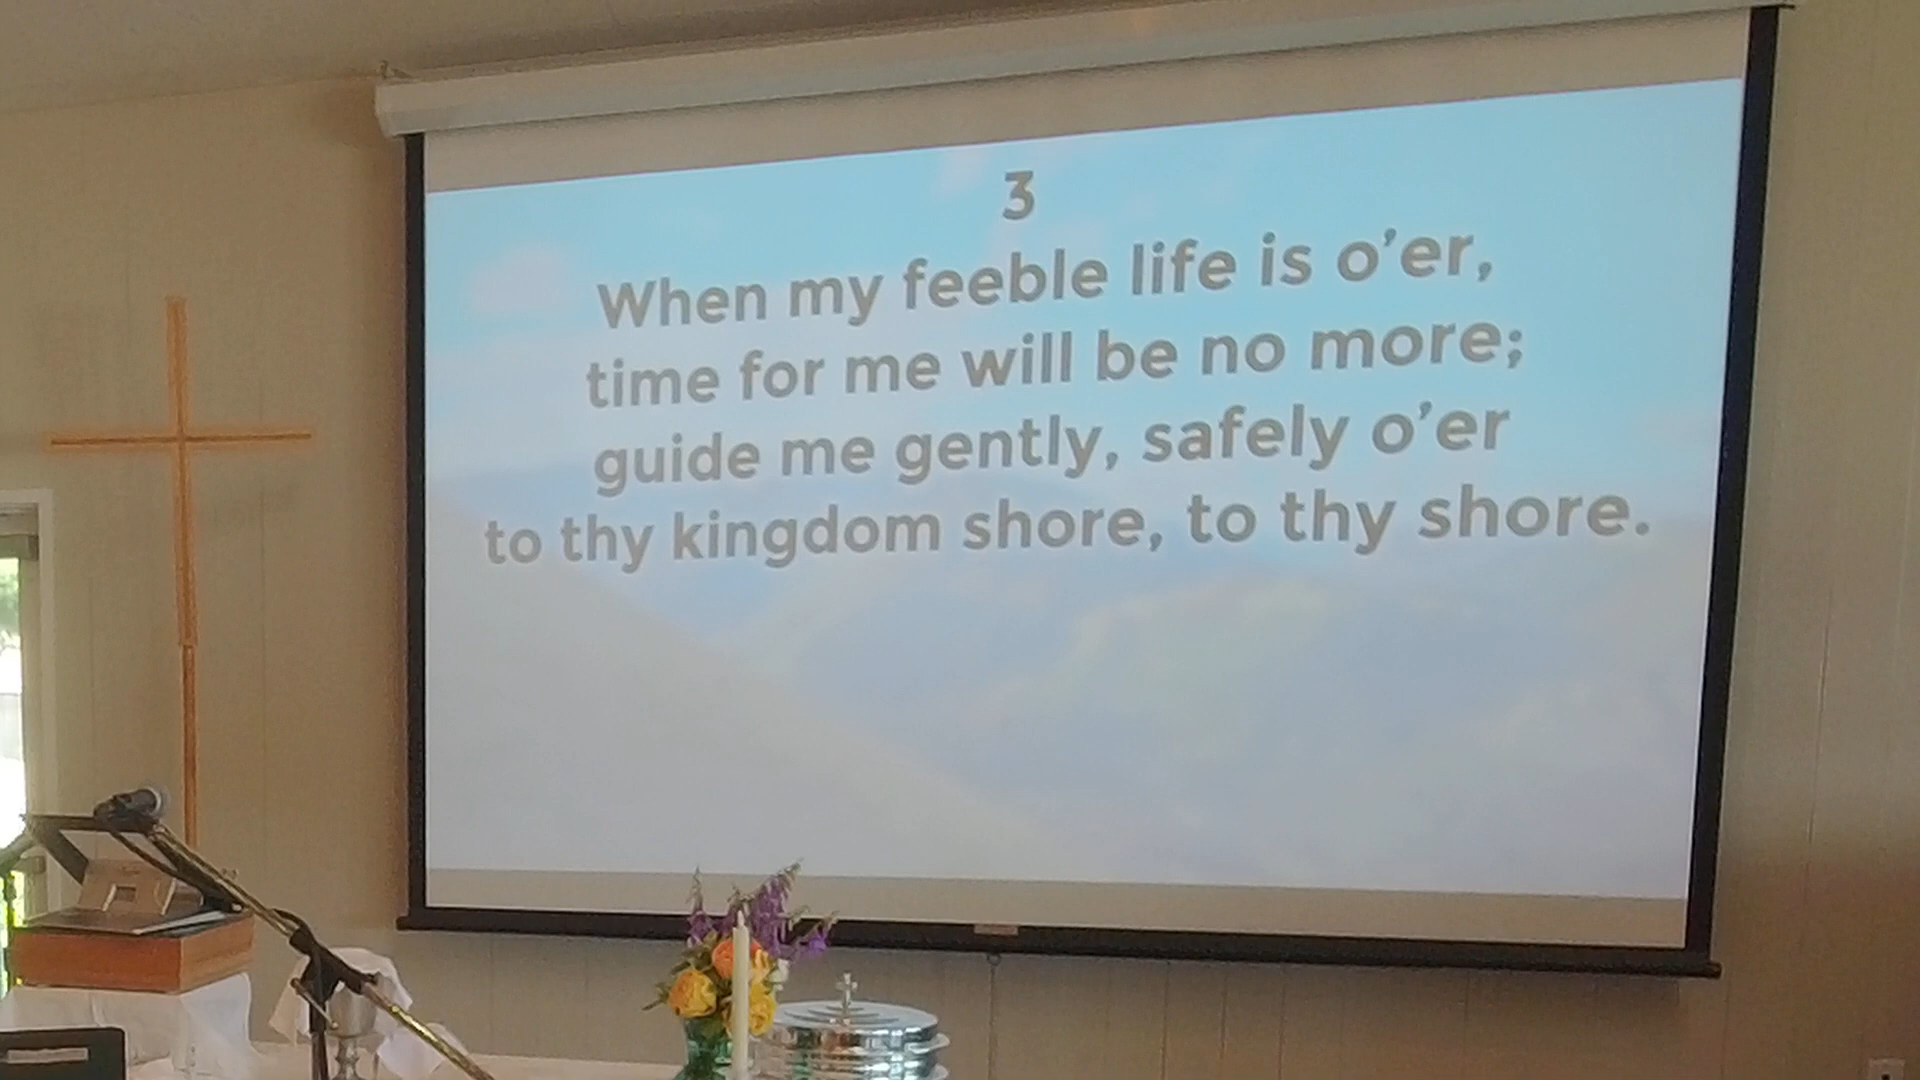 3
When my feeble life is o’er,
time for me will be no more;
guide me gently, safely o’er
to thy kingdom shore, to thy shore.